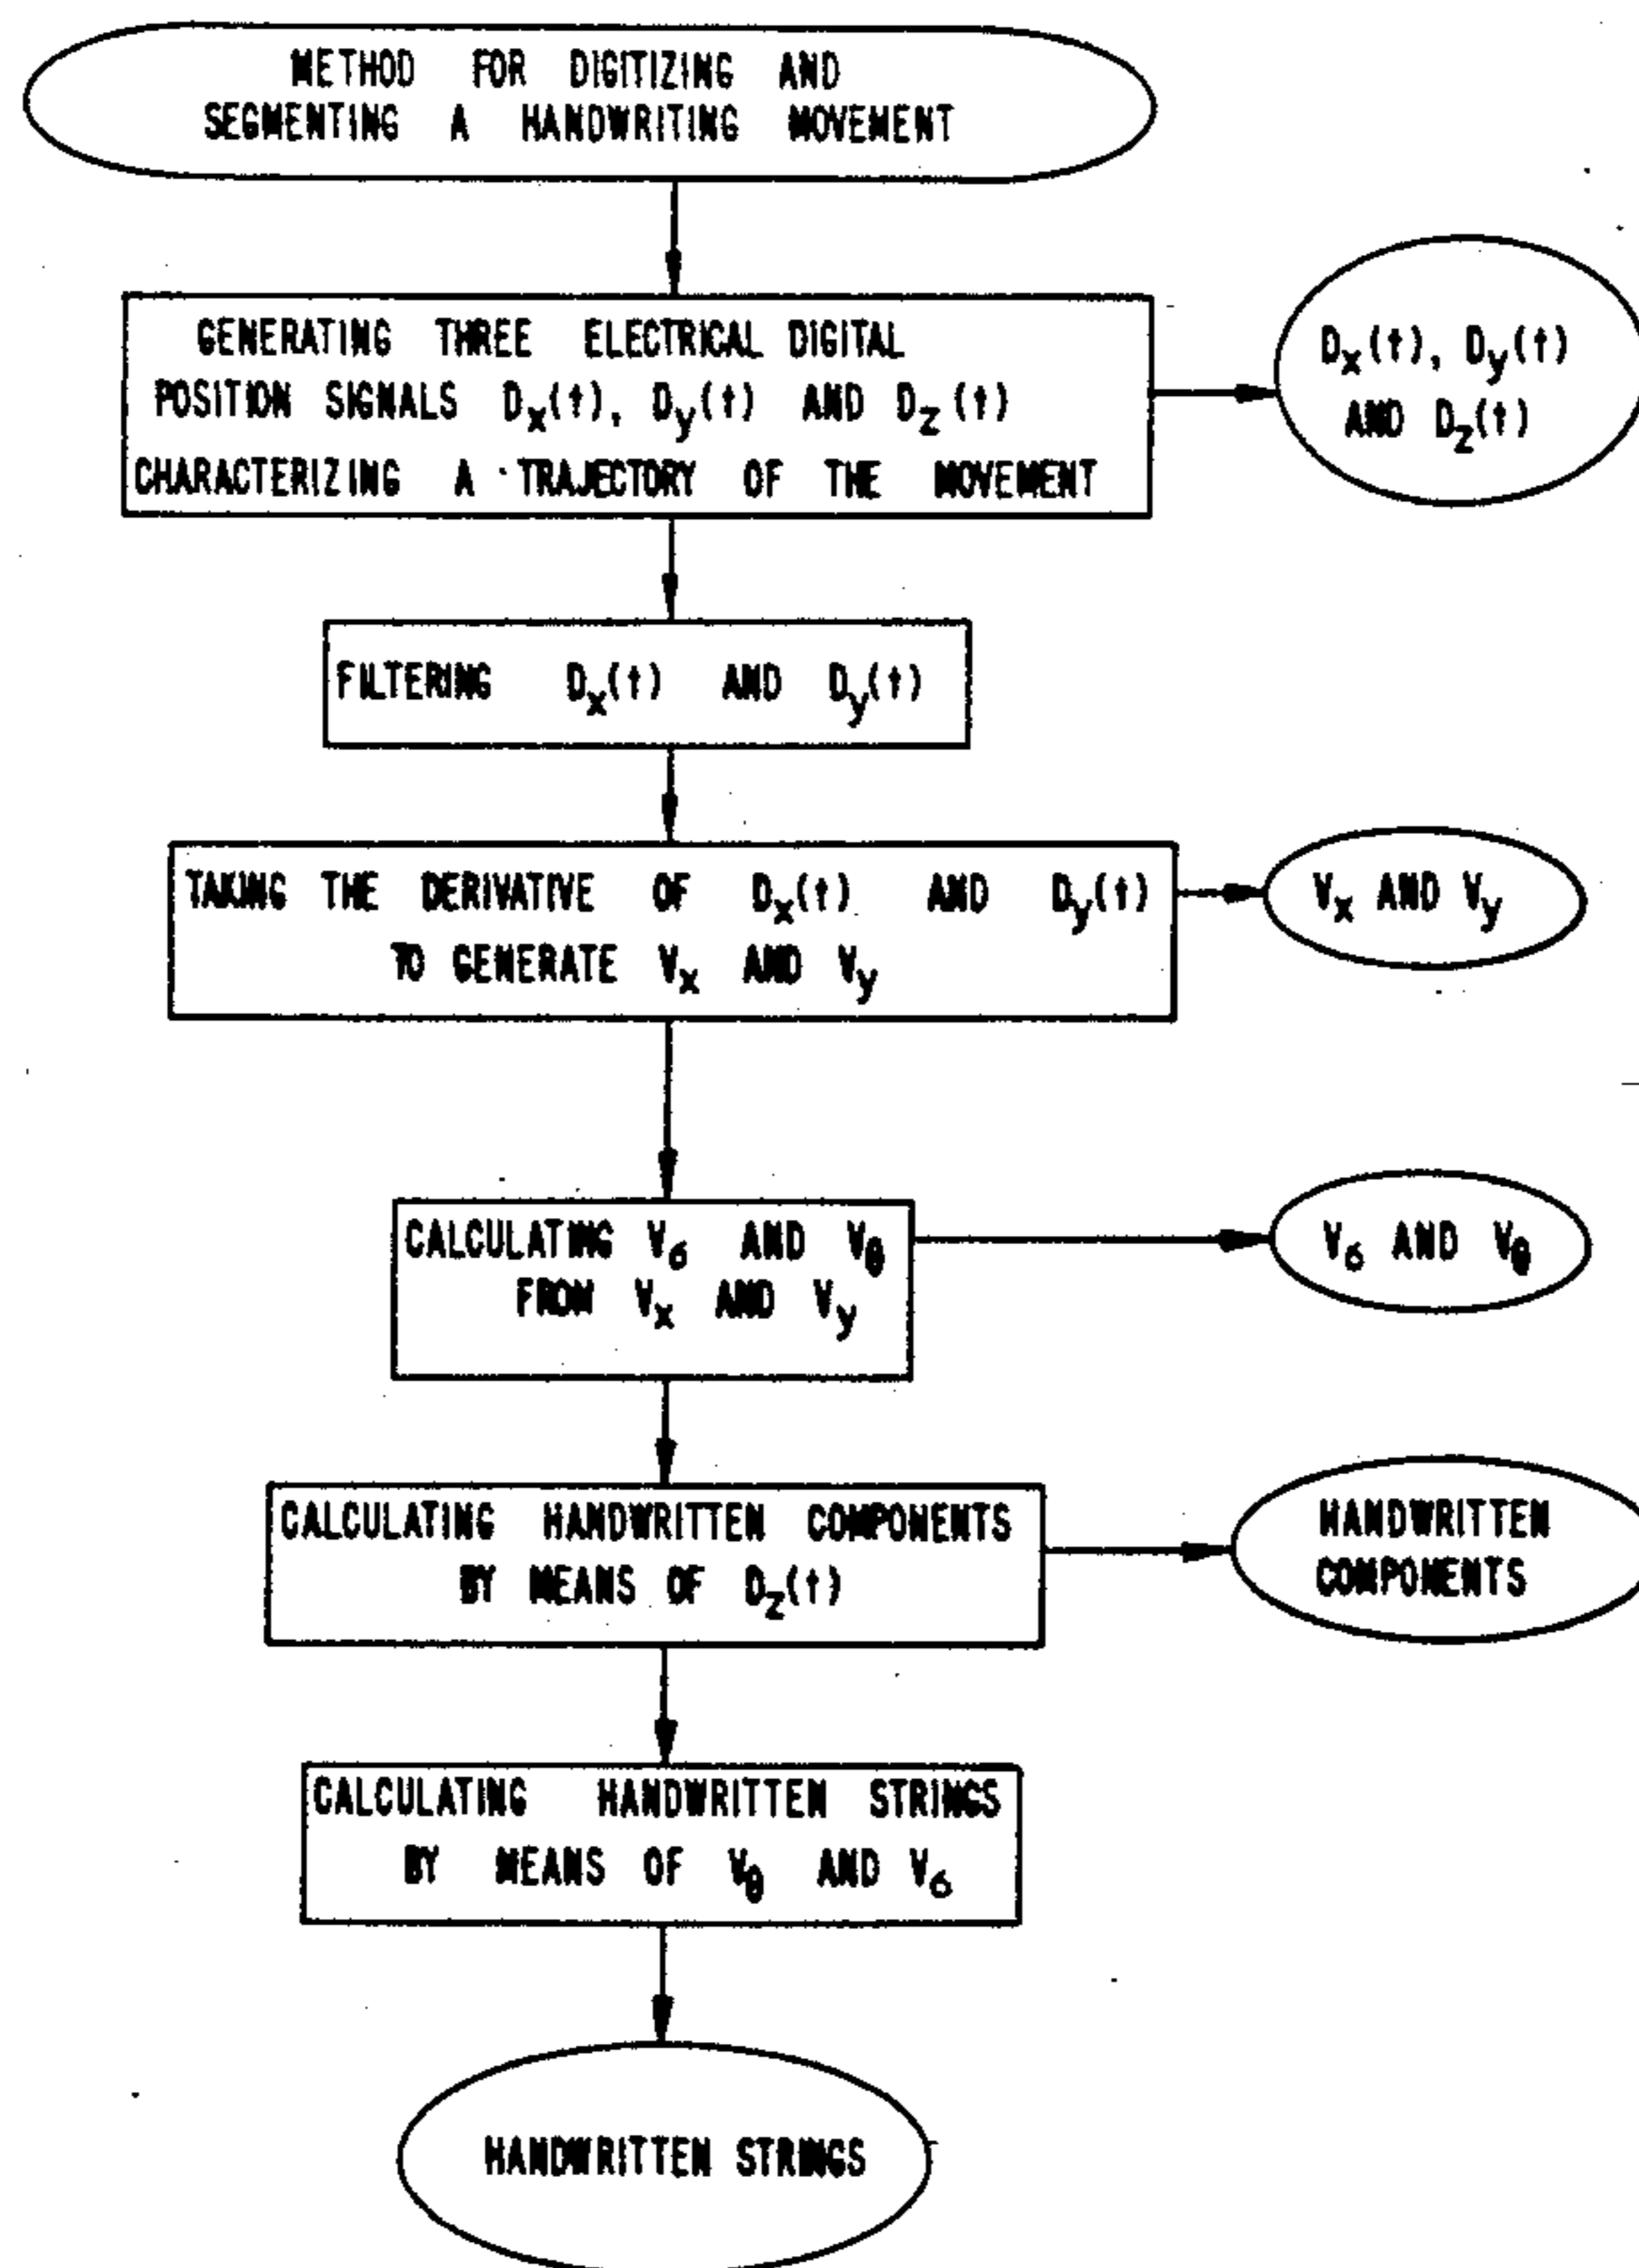 METHOD FOR DIGITIZING AND
SEGMENTING A HANDWRITING MOVEMENT
GENERATING THREE ELECTRICAL DIGITAL
POSITION SIGNALS Dx(t), Dy(t) AND Dz(t)
CHARACTERIZING A TRAJECTORY OF THE MOVEMENT
Dx(t), Dy(t)
AND Dz(t)
FILTERING Dx(t) AND Dy(t)
TAKING THE DERIVATIVE OF Dx(t) AND Dy(t)
TO GENERATE Vx AND Vy
Vx AND Vy
CALCULATING Vσ AND Vθ
FROM Vx AND Vy
Vσ AND Vθ
CALCULATING HANDWRITTEN COMPONENTS
BY MEANS OF Dz(t)
HANDWRITTEN
COMPONENTS
CALCULATING HANDWRITTEN STRINGS
BY MEANS OF Vθ AND Vσ
HANDWRITTEN STRINGS